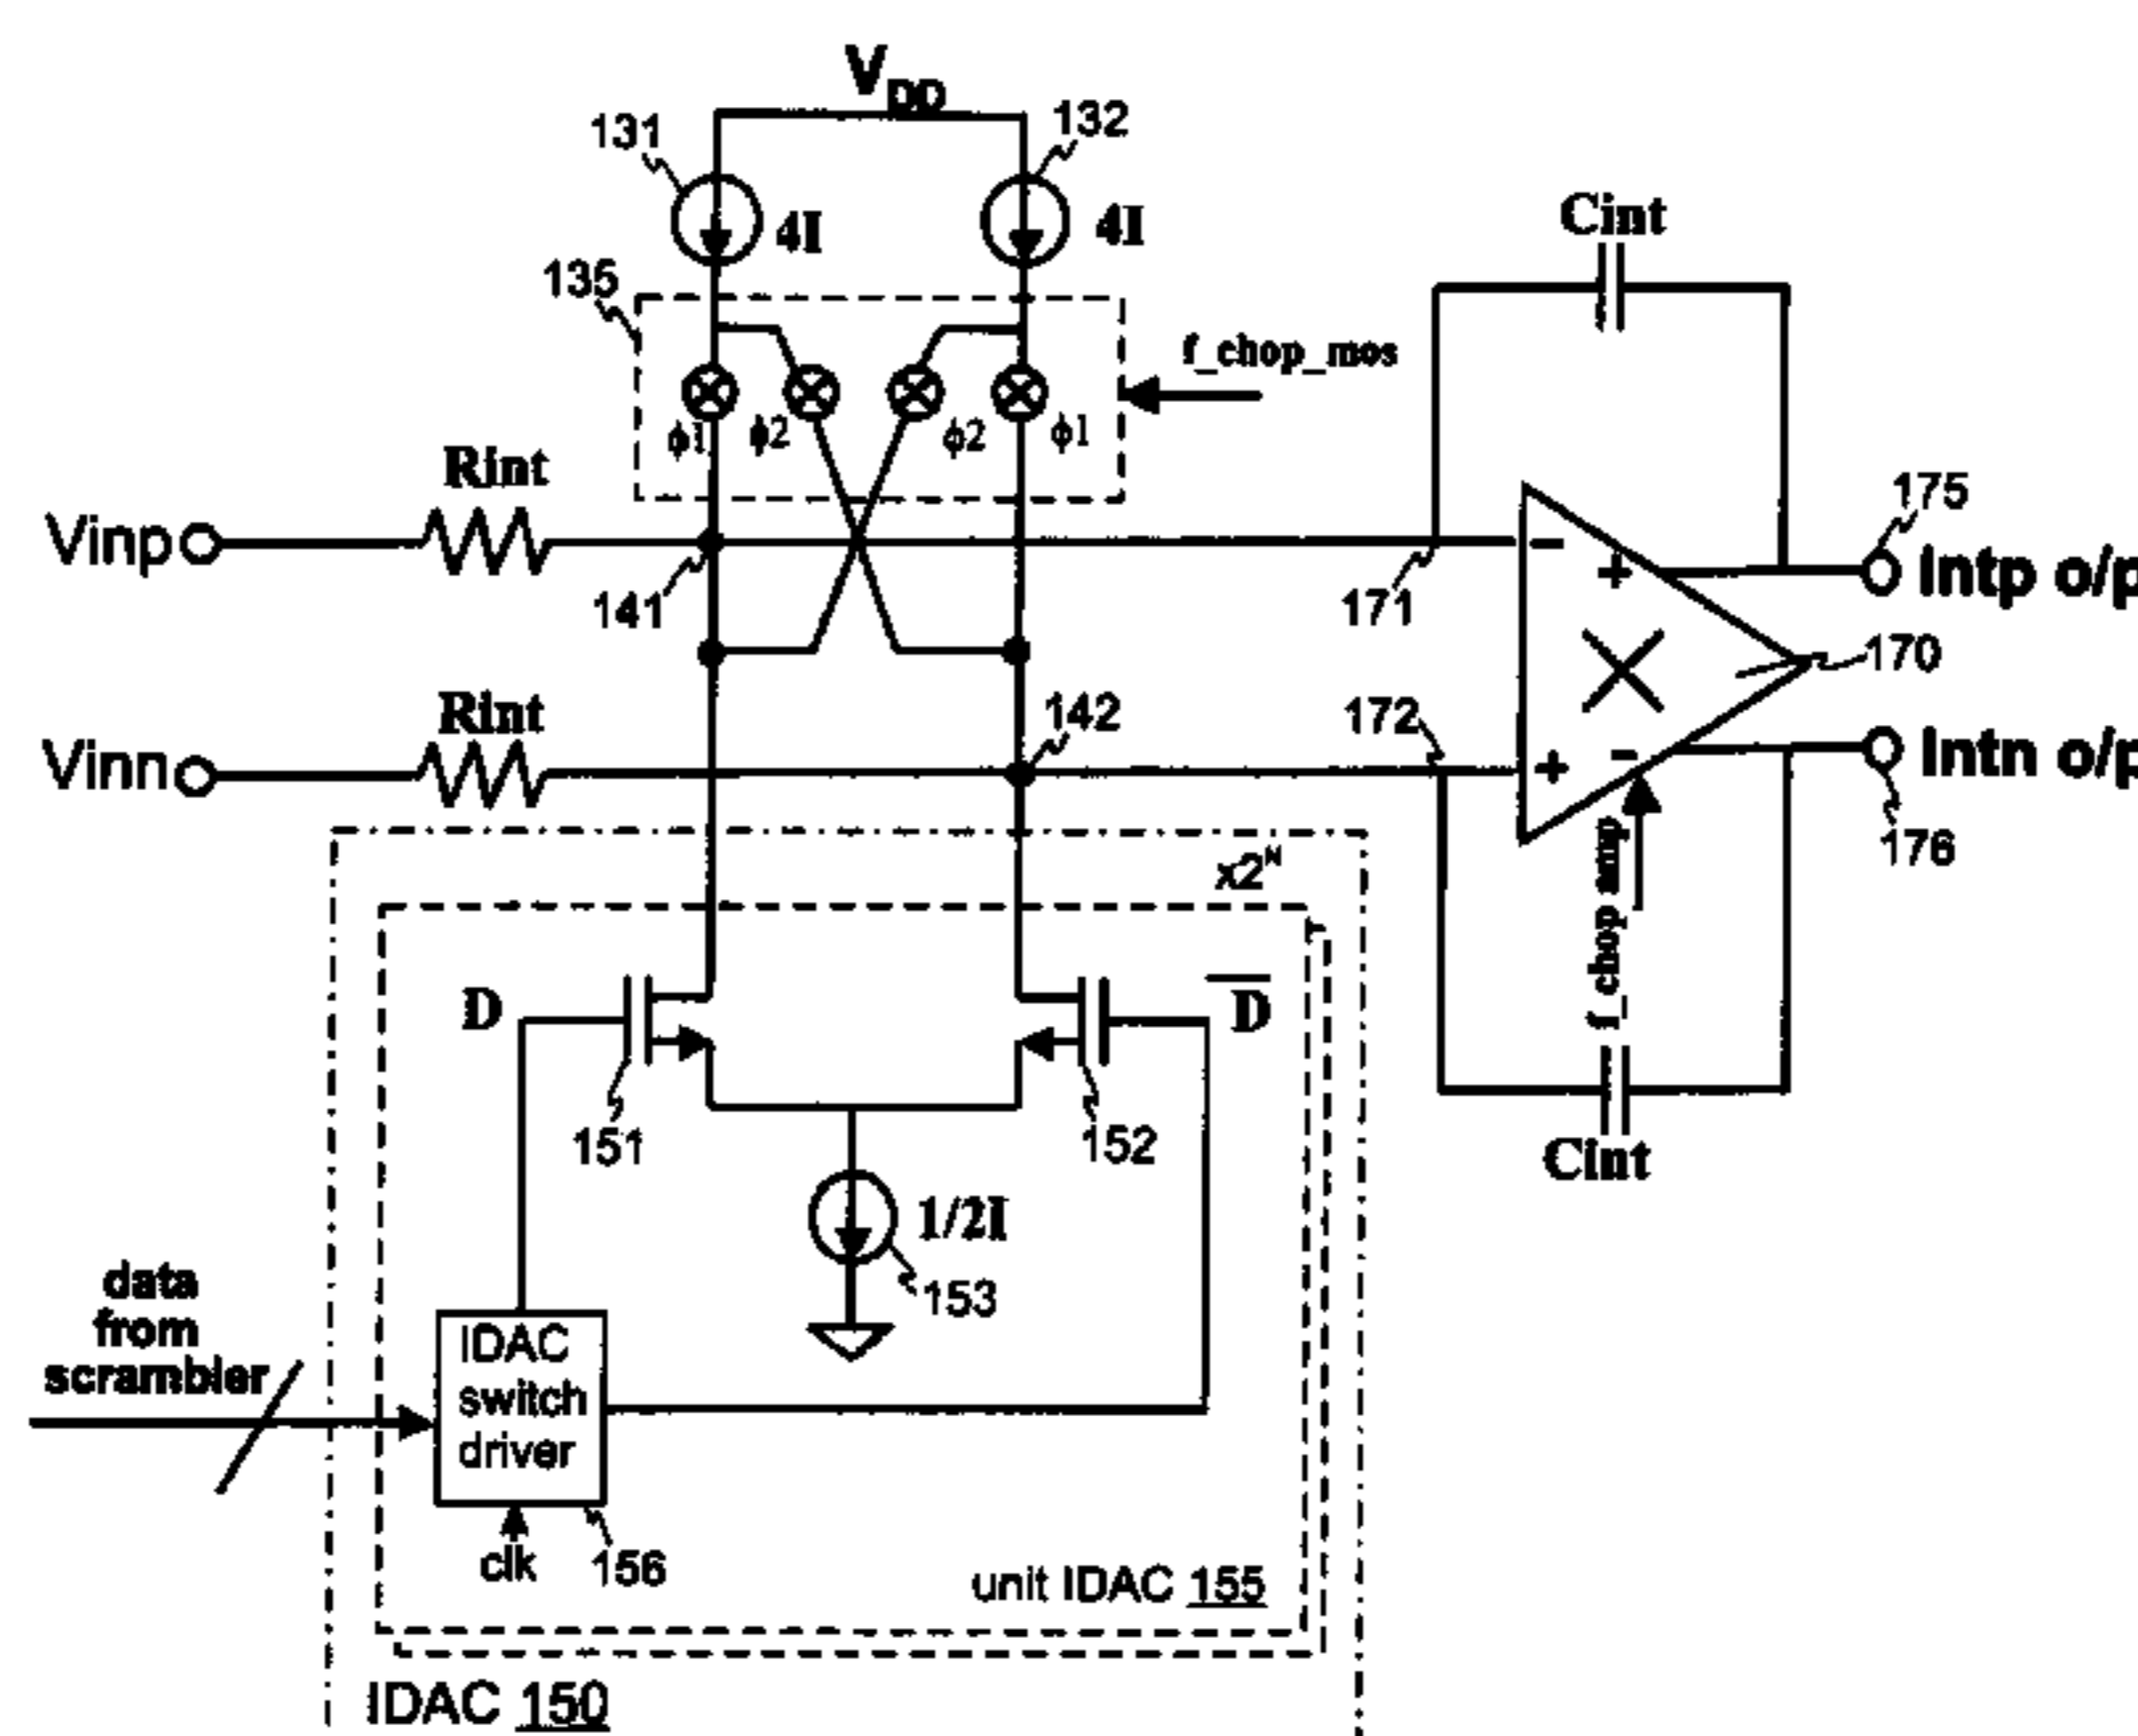 V_DD
131
132
4I
4I
Cint
135
f_chop_mos
ϕ1
ϕ2
ϕ2
ϕ1
Rint
175
Vinp
−
+
Intp o/p
141
171
170
Rint
142
172
Vinn
+
-
Intn o/p
176
x2^N
f_chop amp
D
D̅
151
152
Cint
1/2I
153
data
from
scrambler
IDAC
switch
driver
clk
156
unit IDAC 155
IDAC 150